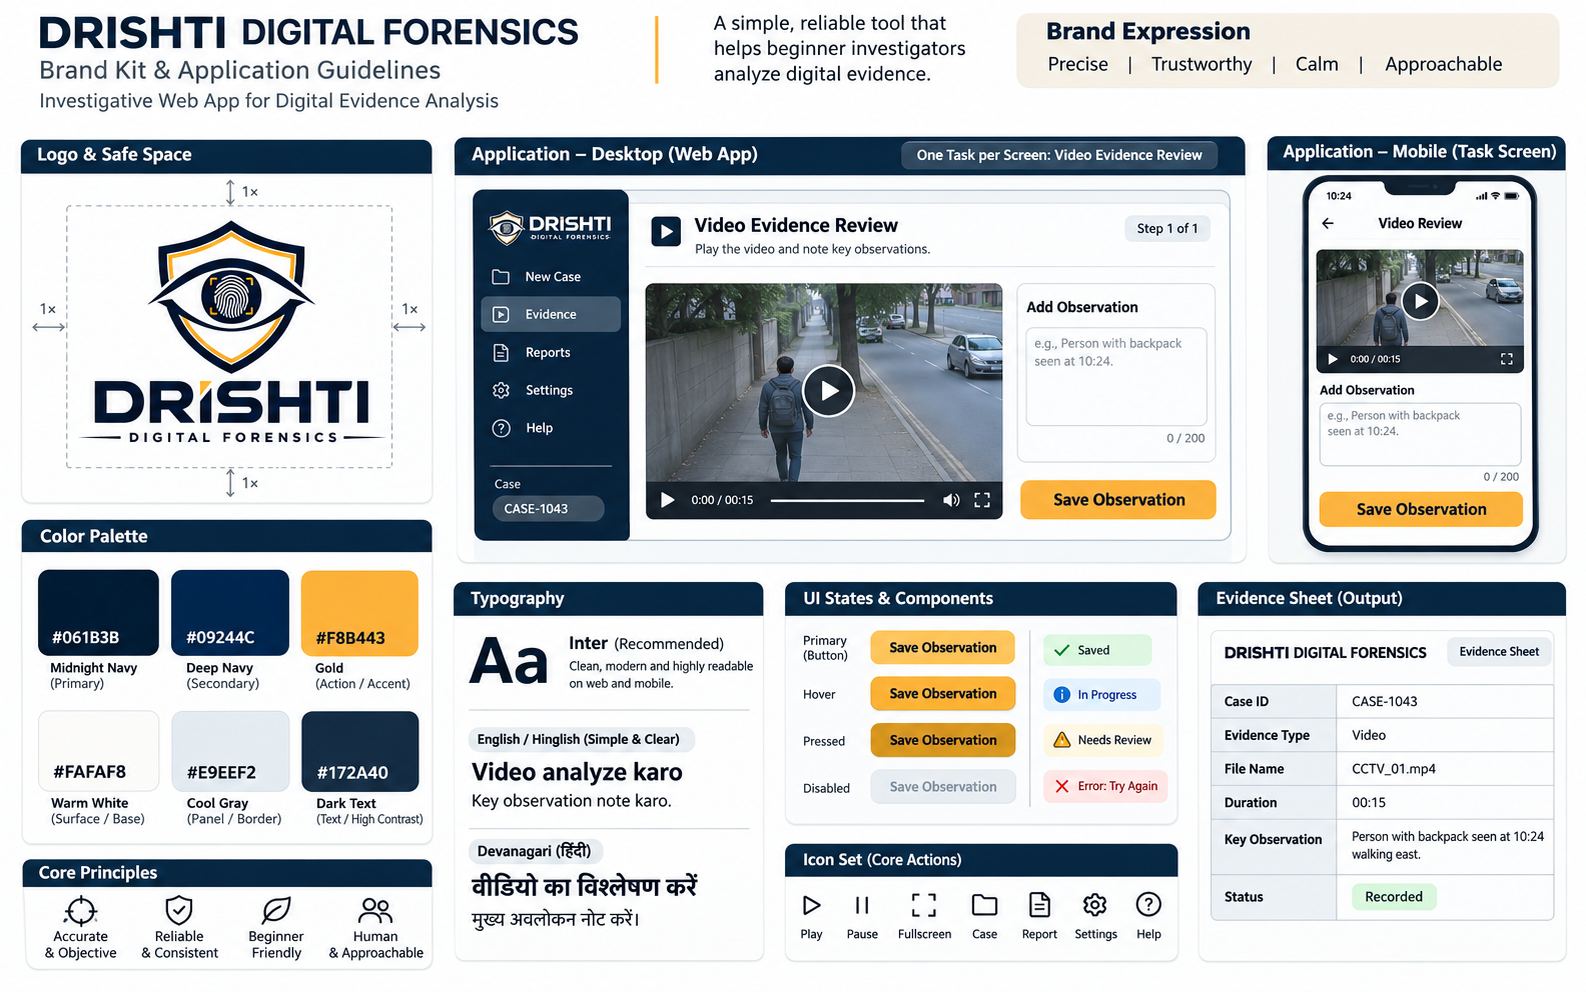 DRISHTI DIGITAL FORENSICS
Brand Kit & Application Guidelines
Investigative Web App for Digital Evidence Analysis
A simple, reliable tool that
helps beginner investigators
analyze digital evidence.
Brand Expression
Precise | Trustworthy | Calm | Approachable
Logo & Safe Space
1×
1×
1×
DRISHTI
DIGITAL FORENSICS
1×
Color Palette
#061B3B
Midnight Navy
(Primary)
#09244C
Deep Navy
(Secondary)
#F8B443
Gold
(Action / Accent)
#FAFAF8
Warm White
(Surface / Base)
#E9EEF2
Cool Gray
(Panel / Border)
#172A40
Dark Text
(Text / High Contrast)
Core Principles
Accurate
& Objective
Reliable
& Consistent
Beginner
Friendly
Human
& Approachable
Application – Desktop (Web App)
One Task per Screen: Video Evidence Review
DRISHTI
DIGITAL FORENSICS
New Case
Evidence
Reports
Settings
Help
Case
CASE-1043
Video Evidence Review
Play the video and note key observations.
Step 1 of 1
0:00 / 00:15
Add Observation
e.g., Person with backpack
seen at 10:24.
0 / 200
Save Observation
Application – Mobile (Task Screen)
10:24
Video Review
0:00 / 00:15
Add Observation
e.g., Person with backpack
seen at 10:24.
0 / 200
Save Observation
Typography
Aa
Inter (Recommended)
Clean, modern and highly readable
on web and mobile.
English / Hinglish (Simple & Clear)
Video analyze karo
Key observation note karo.
Devanagari (हिंदी)
वीडियो का विश्लेषण करें
मुख्य अवलोकन नोट करें।
UI States & Components
Primary
(Button)
Save Observation
Hover
Save Observation
Pressed
Save Observation
Disabled
Save Observation
Saved
In Progress
Needs Review
Error: Try Again
Icon Set (Core Actions)
Play
Pause
Fullscreen
Case
Report
Settings
Help
Evidence Sheet (Output)
DRISHTI DIGITAL FORENSICS
Evidence Sheet
Case ID CASE-1043
Evidence Type Video
File Name CCTV_01.mp4
Duration 00:15
Key Observation Person with backpack seen at 10:24
walking east.
Status Recorded